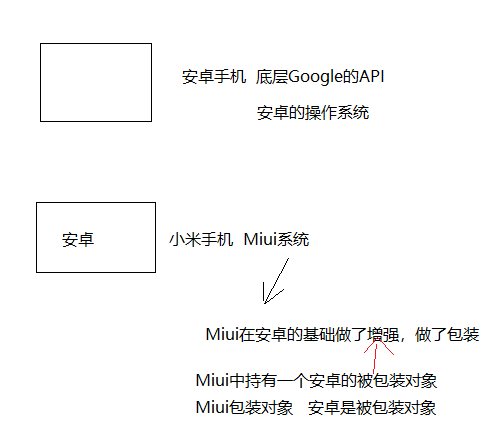 安卓手机 底层Google的API
安卓的操作系统
安卓
小米手机 Miui系统
Miui在安卓的基础做了增强，做了包装
Miui中持有一个安卓的被包装对象
Miui包装对象 安卓是被包装对象